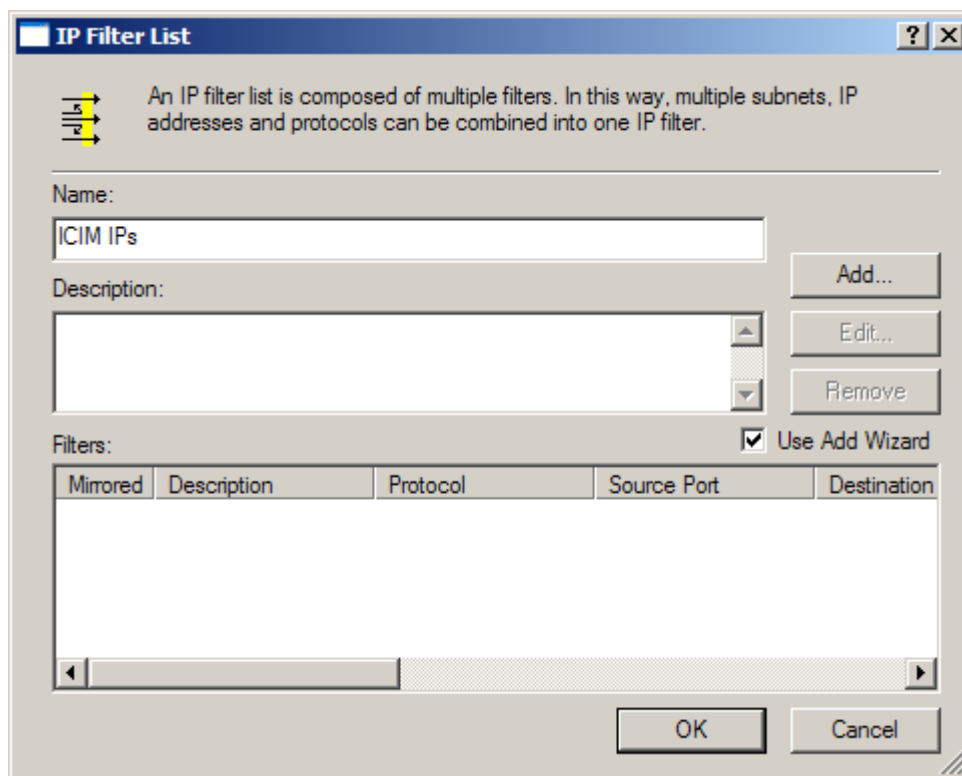 IP Filter List
An IP filter list is composed of multiple filters. In this way, multiple subnets, IP
addresses and protocols can be combined into one IP filter.
Name:
ICIM IPs
Add...
Description:
Edit...
Remove
Filters:
Use Add Wizard
Mirrored Description Protocol Source Port Destination
OK Cancel